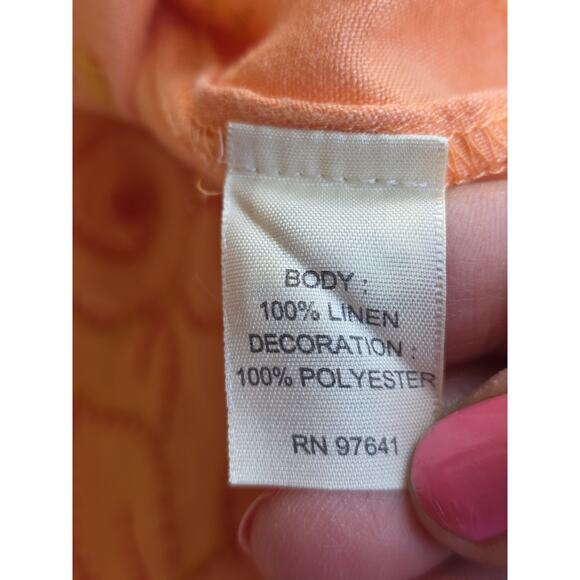 BODY :
100% LINEN
DECORATION :
100% POLYESTER
RN 97641